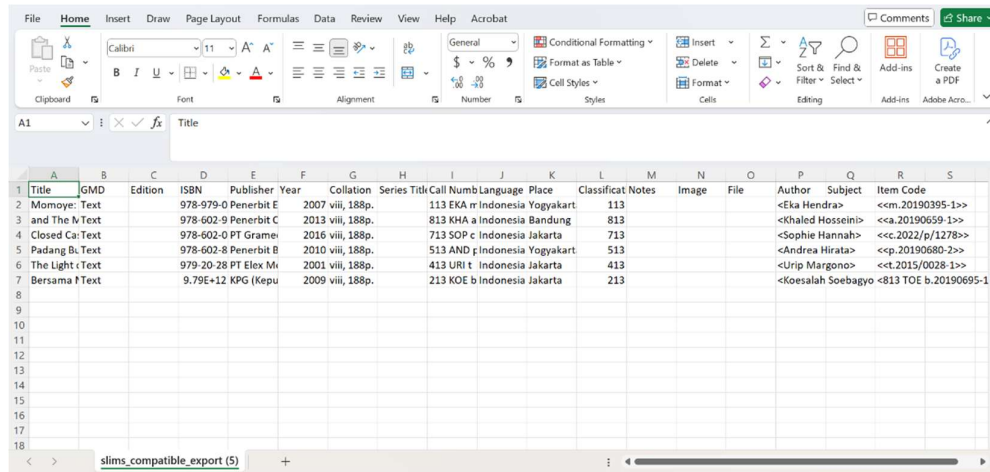 File Home Insert Draw Page Layout Formulas Data Review View Help Acrobat Comments Share
Calibri 11 A A General Conditional Formatting Insert
Paste B I U A ab $ % 9 Format as Table Delete Sort & Find & Add-ins Create
Cell Styles Format Filter Select a PDF
Clipboard Font Alignment Number Styles Cells Editing Add-ins Adobe Acro...
A1 fx Title
A B C D E F G H I J K L M N O P Q R S
1 Title GMD Edition ISBN Publisher Year Collation Series Title Call Numb Language Place Classificat Notes Image File Author Subject Item Code
2 Momoye: Text 978-979-0 Penerbit E 2007 viii, 188p. 113 EKA m Indonesia Yogyakart 113 <Eka Hendra> <<m.20190395-1>>
3 and The M Text 978-602-9 Penerbit Q 2013 viii, 188p. 813 KHA a Indonesia Bandung 813 <Khaled Hosseini> <<a.20190659-1>>
4 Closed Ca: Text 978-602-0 PT Grame 2016 viii, 188p. 713 SOP c Indonesia Jakarta 713 <Sophie Hannah> <<c.2022/p/1278>>
5 Padang Bu Text 978-602-8 Penerbit B 2010 viii, 188p. 513 AND p Indonesia Yogyakart 513 <Andrea Hirata> <<p.20190680-2>>
6 The Light Text 979-20-28 PT Elex M 2001 viii, 188p. 413 URI t Indonesia Jakarta 413 <Urip Margono> <<t.2015/0028-1>>
7 Bersama Text 9.79E+12 KPG (Kepu 2009 viii, 188p. 213 KOE b Indonesia Jakarta 213 <Koesalah Soebagyo <813 TOE b.20190695-1
8
9
10
11
12
13
14
15
16
17
18
slims_compatible_export (5) +